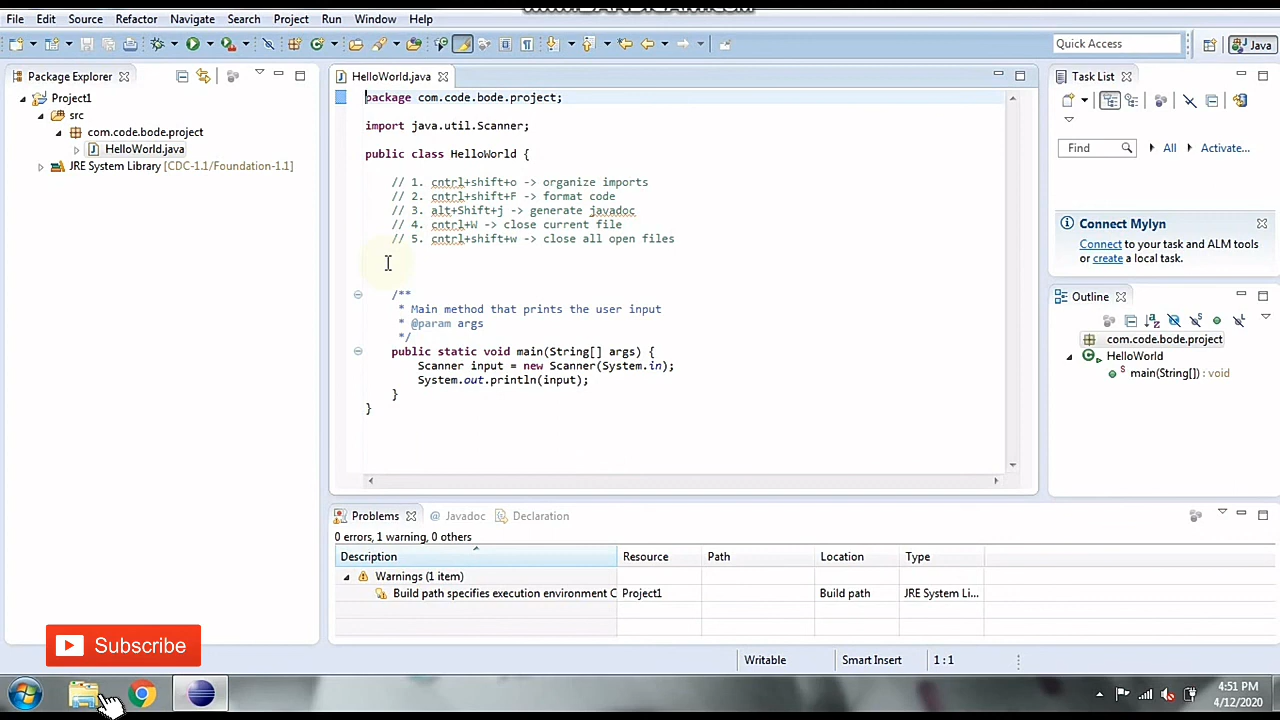 File Edit Source Refactor Navigate Search Project Run Window Help
Quick Access
Java
Package Explorer
Project1
src
com.code.bode.project
HelloWorld.java
JRE System Library [CDC-1.1/Foundation-1.1]
HelloWorld.java
package com.code.bode.project;
import java.util.Scanner;
public class HelloWorld {
// 1. cntrl+shift+o -> organize imports
// 2. cntrl+shift+F -> format code
// 3. alt+Shift+j -> generate javadoc
// 4. cntrl+W -> close current file
// 5. cntrl+shift+w -> close all open files
/**
* Main method that prints the user input
* @param args
*/
public static void main(String[] args) {
Scanner input = new Scanner(System.in);
System.out.println(input);
}
}
Task List
Find
All
Activate...
Connect Mylyn
Connect to your task and ALM tools
or create a local task.
Outline
com.code.bode.project
HelloWorld
main(String[]) : void
Problems @ Javadoc Declaration
0 errors, 1 warning, 0 others
Description Resource Path Location Type
Warnings (1 item)
Build path specifies execution environment C Project1 Build path JRE System Li...
Subscribe
Writable Smart Insert 1 : 1
4:51 PM
4/12/2020